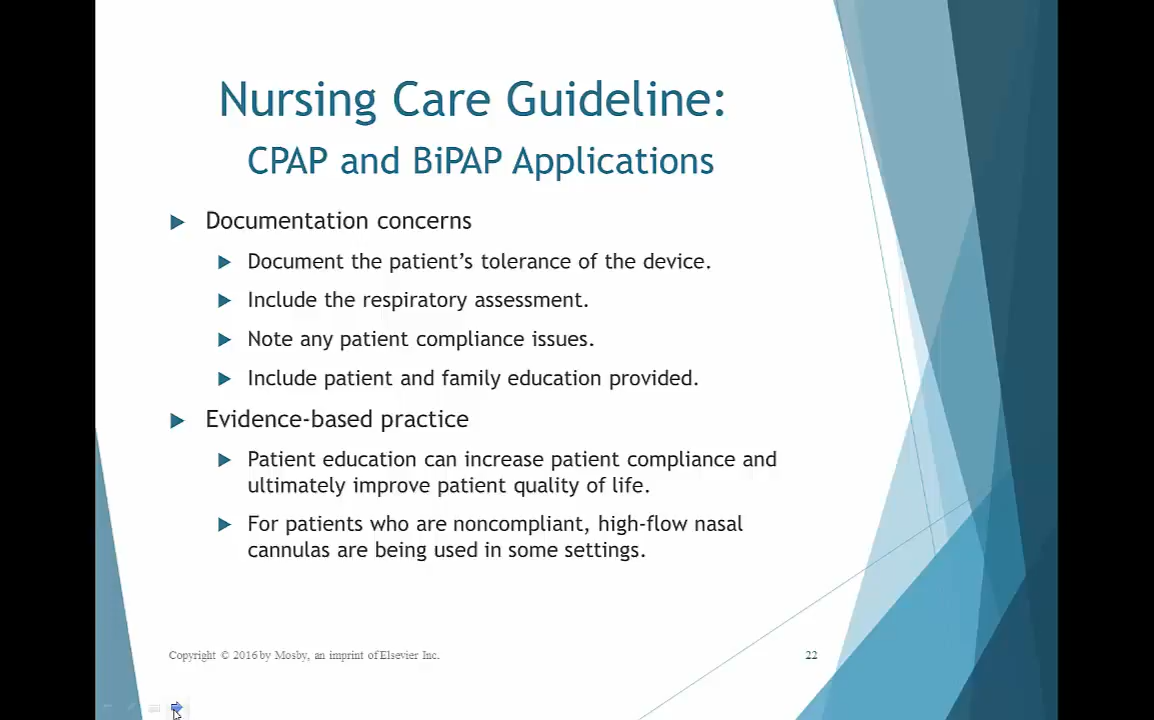 Nursing Care Guideline:
CPAP and BiPAP Applications
Documentation concerns
Document the patient’s tolerance of the device.
Include the respiratory assessment.
Note any patient compliance issues.
Include patient and family education provided.
Evidence-based practice
Patient education can increase patient compliance and
ultimately improve patient quality of life.
For patients who are noncompliant, high-flow nasal
cannulas are being used in some settings.
Copyright © 2016 by Mosby, an imprint of Elsevier Inc.
22